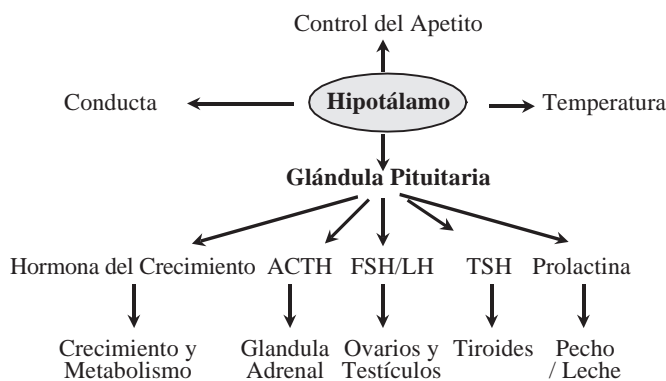 Control del Apetito
Conducta
Hipotálamo
Temperatura
Glándula Pituitaria
Hormona del Crecimiento
ACTH
FSH/LH
TSH
Prolactina
Crecimiento y
Metabolismo
Glandula
Adrenal
Ovarios y
Testículos
Tiroides
Pecho
/ Leche